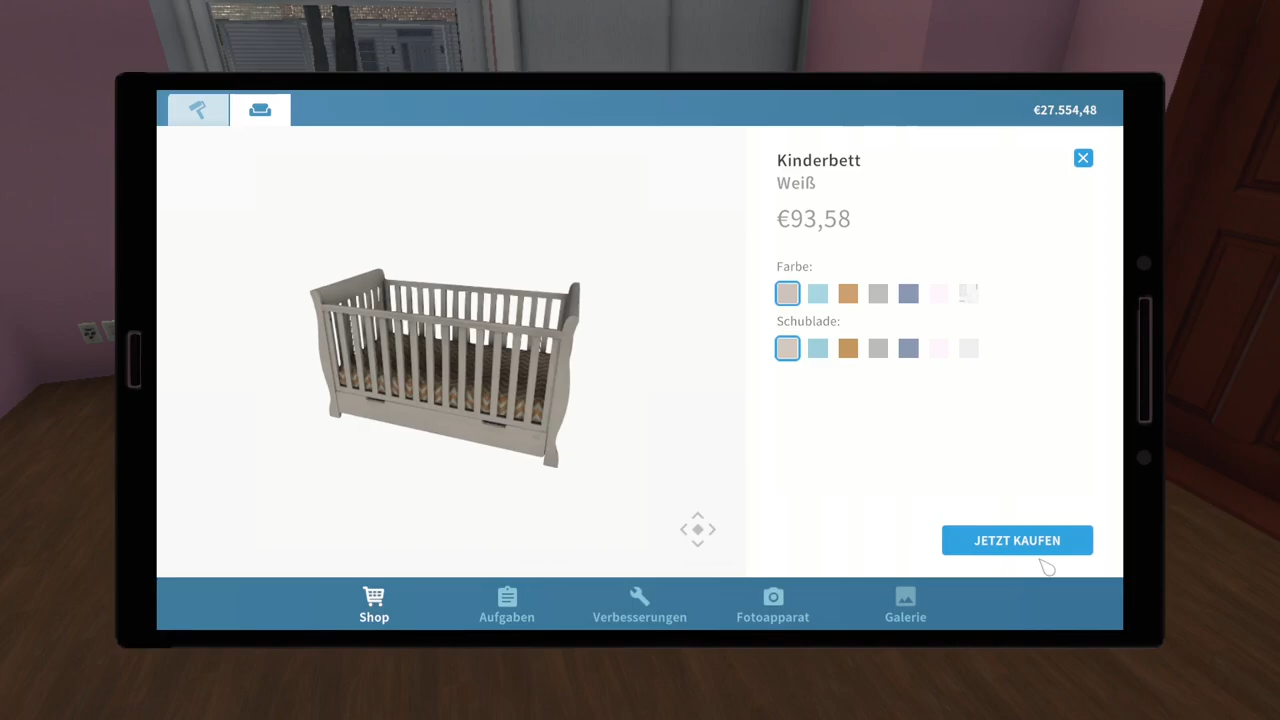 €27.554,48
Kinderbett
Weiß
€93,58
Farbe:
Schublade:
JETZT KAUFEN
Shop
Aufgaben
Verbesserungen
Fotoapparat
Galerie